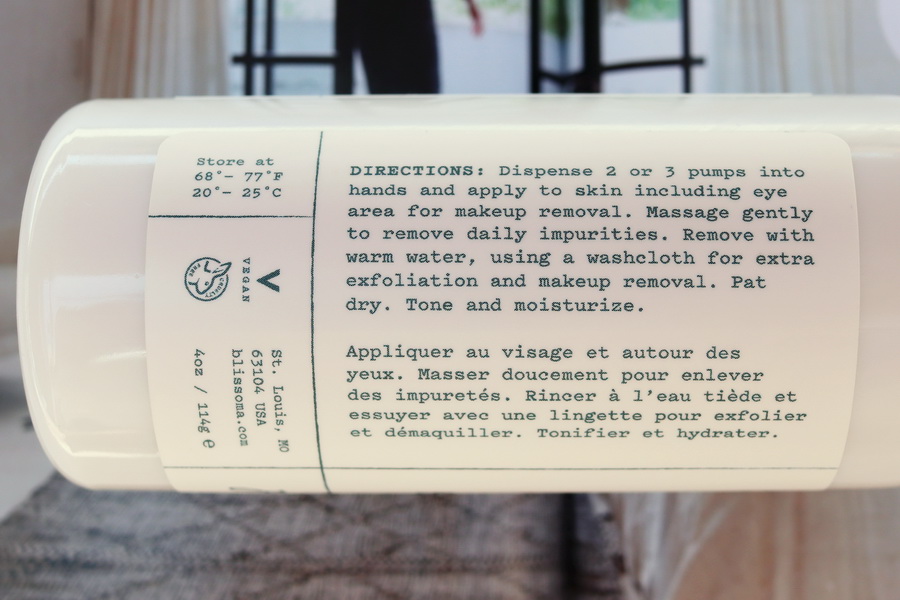 Store at
68°- 77°F
20°- 25°C
CRUELTY FREE
V
VEGAN
St. Louis, MO
63104 USA
blissoma.com
4oz / 114g ℮
DIRECTIONS: Dispense 2 or 3 pumps into
hands and apply to skin including eye
area for makeup removal. Massage gently
to remove daily impurities. Remove with
warm water, using a washcloth for extra
exfoliation and makeup removal. Pat
dry. Tone and moisturize.
Appliquer au visage et autour des
yeux. Masser doucement pour enlever
des impuretés. Rincer à l'eau tiède et
essuyer avec une lingette pour exfolier
et démaquiller. Tonifier et hydrater.